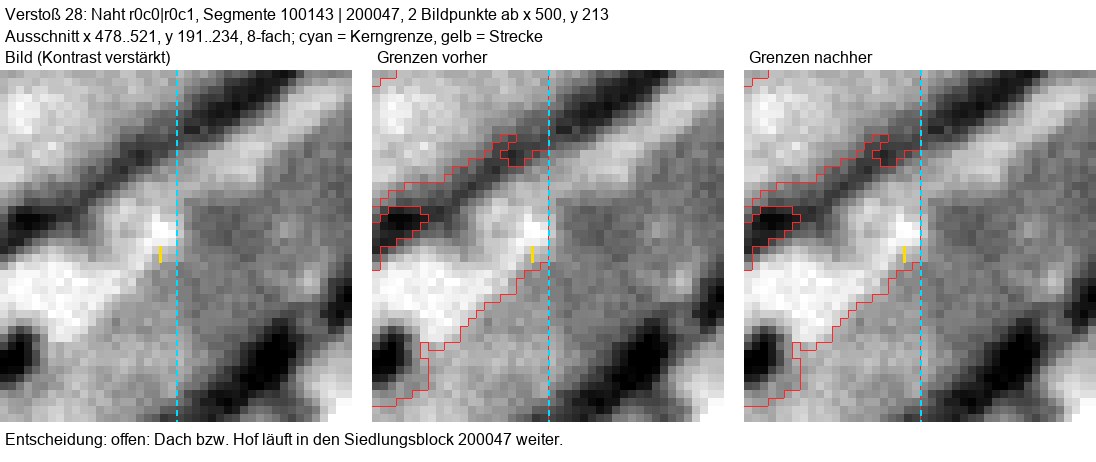 Verstoß 28: Naht r0c0|r0c1, Segmente 100143 | 200047, 2 Bildpunkte ab x 500, y 213
Ausschnitt x 478..521, y 191..234, 8-fach; cyan = Kerngrenze, gelb = Strecke
Bild (Kontrast verstärkt) Grenzen vorher Grenzen nachher
Entscheidung: offen: Dach bzw. Hof läuft in den Siedlungsblock 200047 weiter.